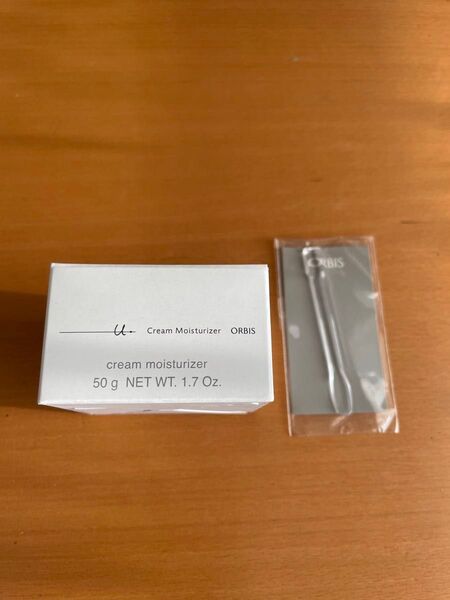 u. Cream Moisturizer ORBIS
cream moisturizer
50 g NET WT. 1.7 Oz.
ORBIS